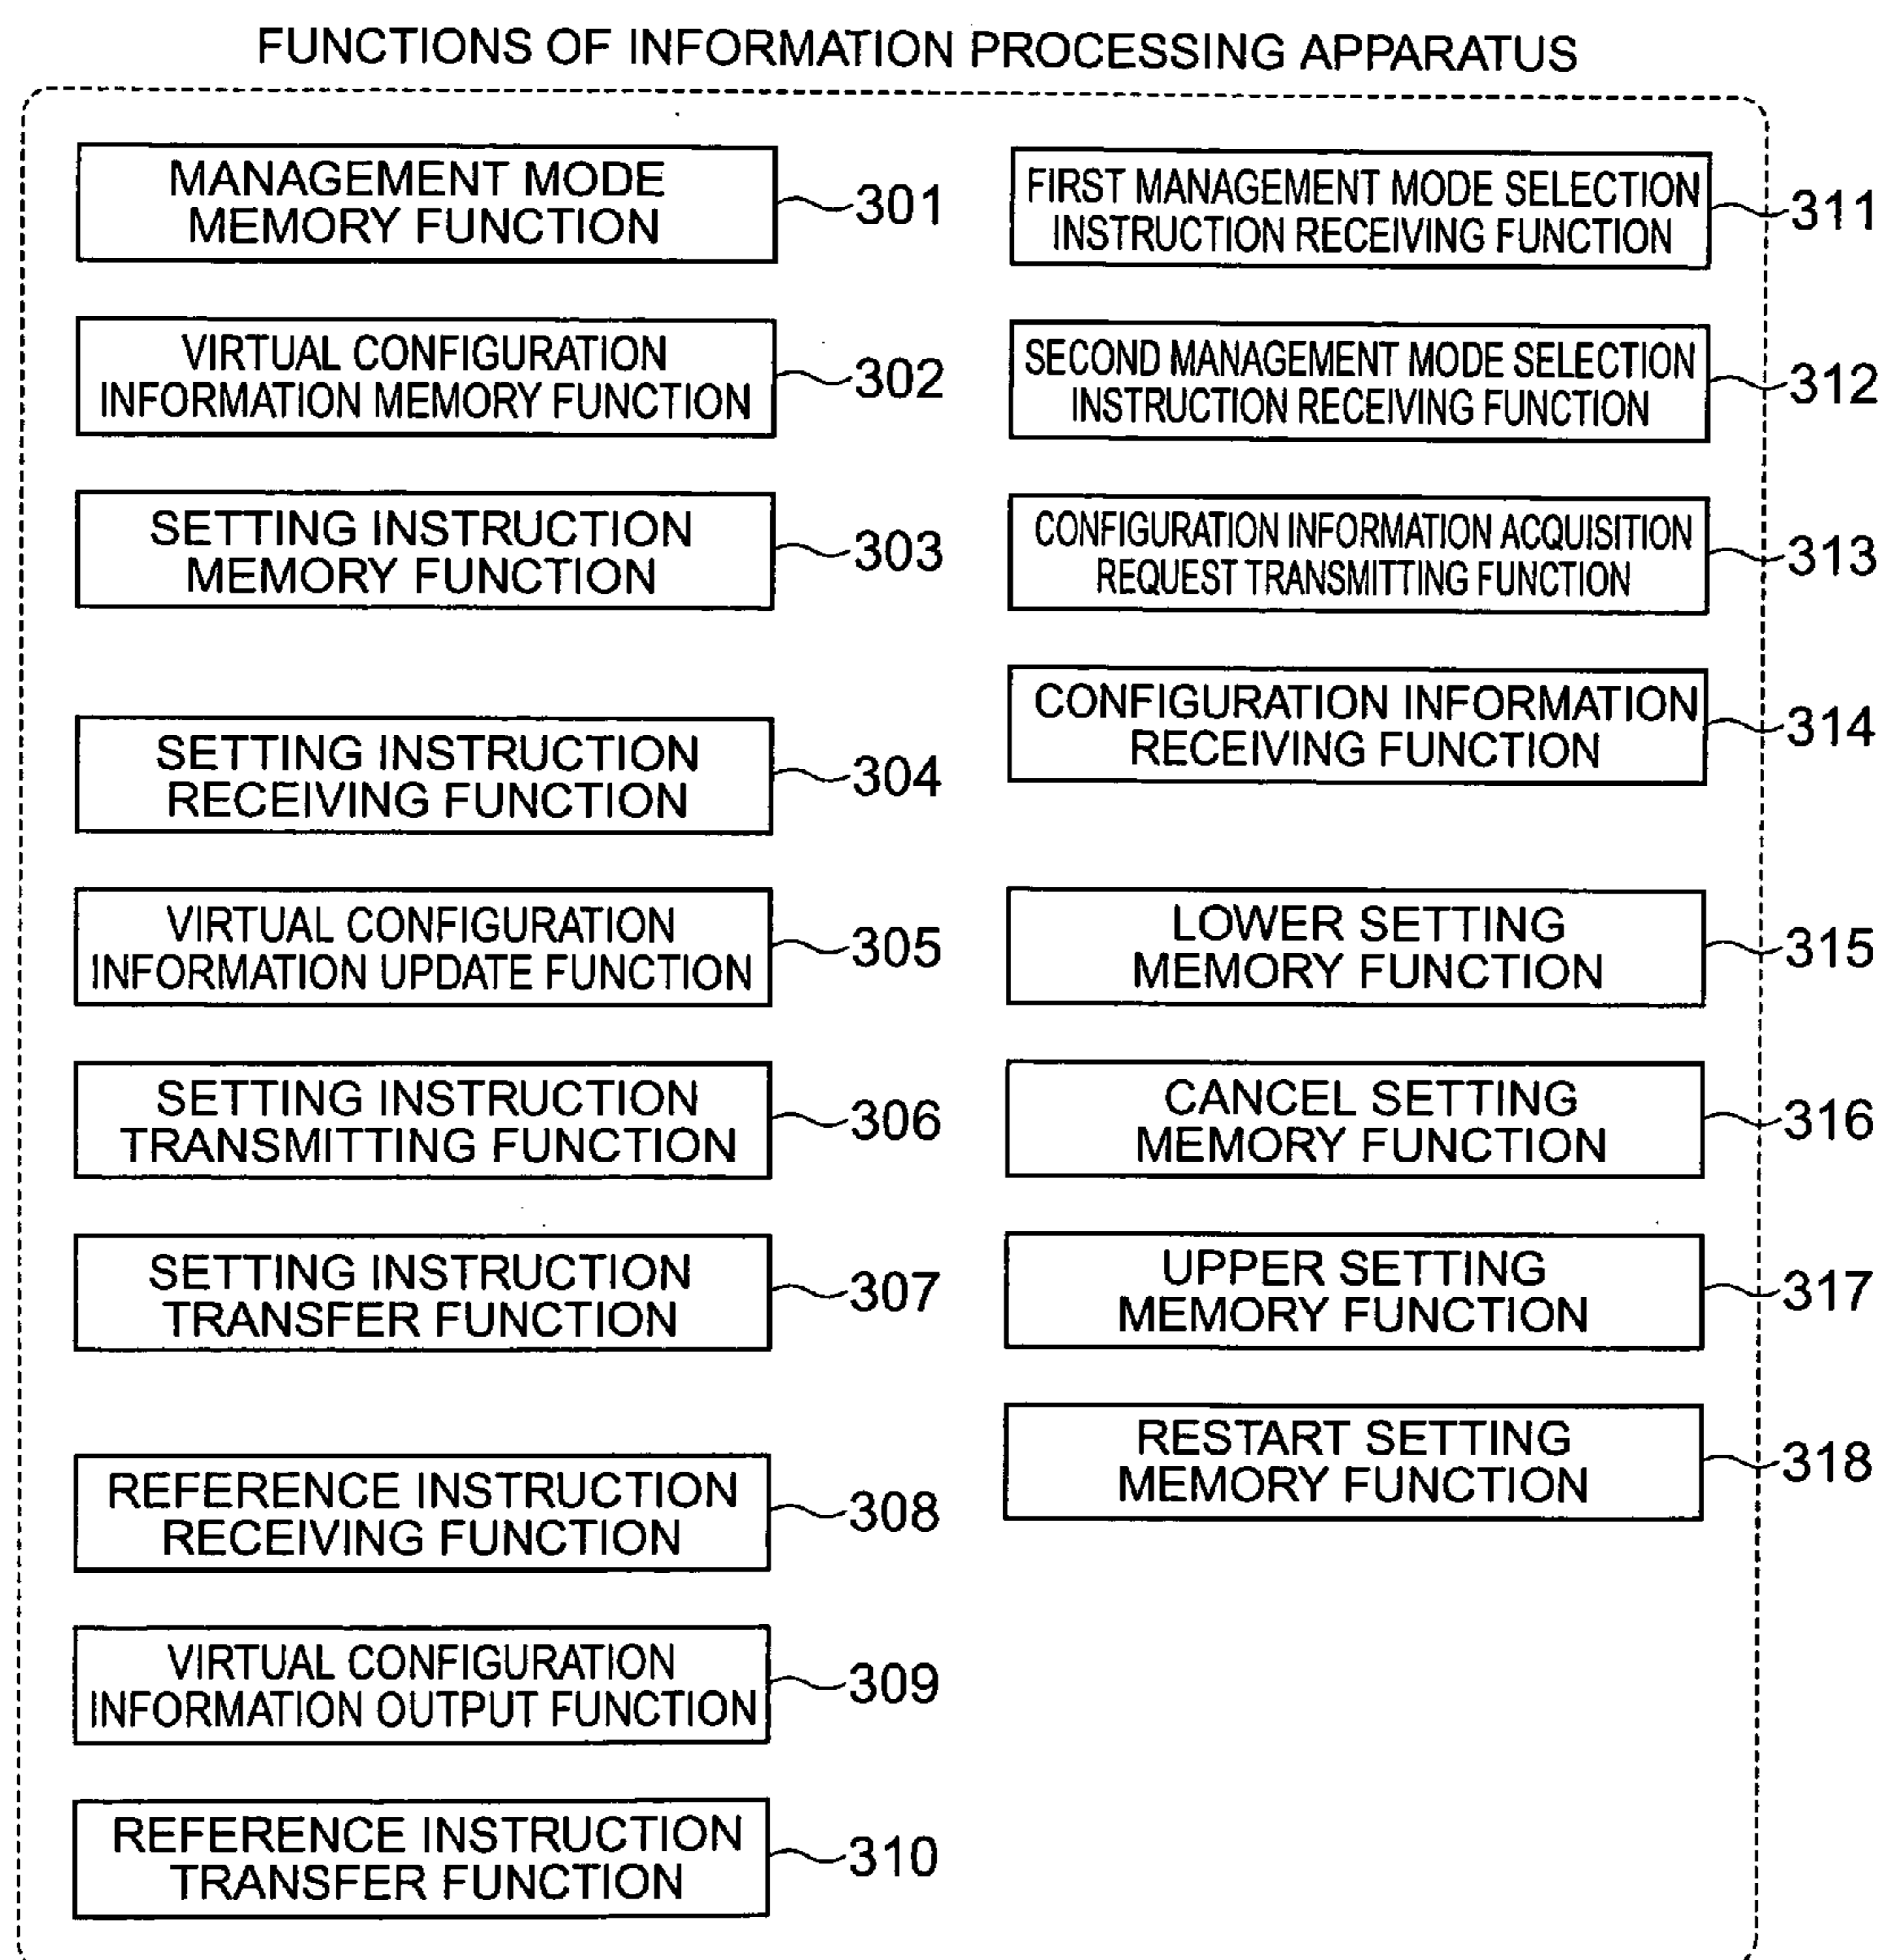 FUNCTIONS OF INFORMATION PROCESSING APPARATUS
MANAGEMENT MODE
MEMORY FUNCTION
301
VIRTUAL CONFIGURATION
INFORMATION MEMORY FUNCTION
302
SETTING INSTRUCTION
MEMORY FUNCTION
303
SETTING INSTRUCTION
RECEIVING FUNCTION
304
VIRTUAL CONFIGURATION
INFORMATION UPDATE FUNCTION
305
SETTING INSTRUCTION
TRANSMITTING FUNCTION
306
SETTING INSTRUCTION
TRANSFER FUNCTION
307
REFERENCE INSTRUCTION
RECEIVING FUNCTION
308
VIRTUAL CONFIGURATION
INFORMATION OUTPUT FUNCTION
309
REFERENCE INSTRUCTION
TRANSFER FUNCTION
310
FIRST MANAGEMENT MODE SELECTION
INSTRUCTION RECEIVING FUNCTION
311
SECOND MANAGEMENT MODE SELECTION
INSTRUCTION RECEIVING FUNCTION
312
CONFIGURATION INFORMATION ACQUISITION
REQUEST TRANSMITTING FUNCTION
313
CONFIGURATION INFORMATION
RECEIVING FUNCTION
314
LOWER SETTING
MEMORY FUNCTION
315
CANCEL SETTING
MEMORY FUNCTION
316
UPPER SETTING
MEMORY FUNCTION
317
RESTART SETTING
MEMORY FUNCTION
318